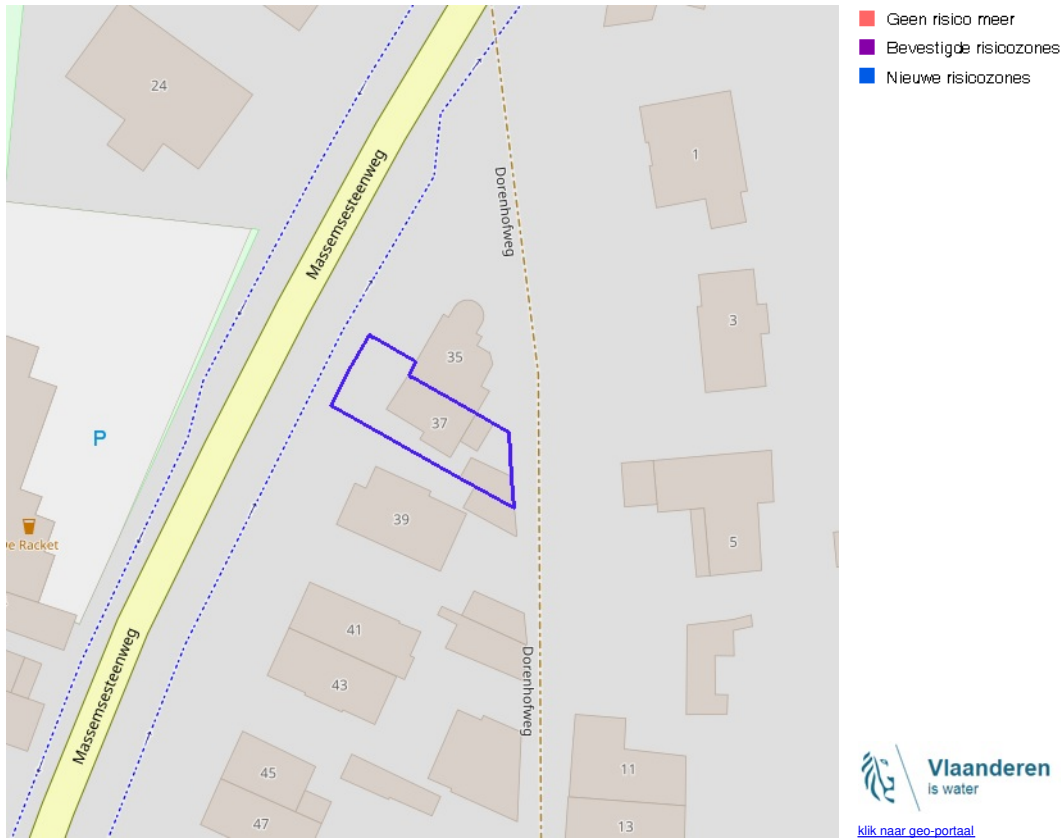 Geen risico meer
Bevestigde risicozones
Nieuwe risicozones
24
Massemsesteenweg
Dorenhofweg
1
3
35
37
P
De Racket
39
5
41
43
Dorenhofweg
Massemsesteenweg
45
47
11
13
Vlaanderen
is water
klik naar geo-portaal